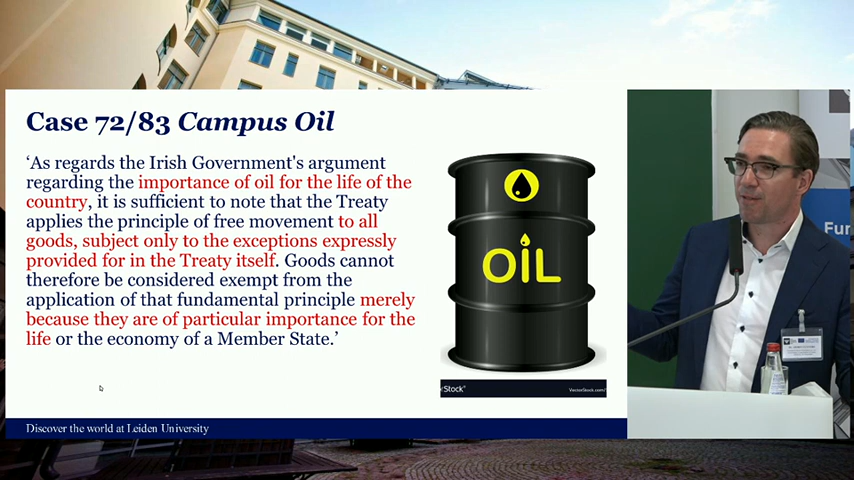 Case 72/83 Campus Oil
‘As regards the Irish Government's argument
regarding the importance of oil for the life of the
country, it is sufficient to note that the Treaty
applies the principle of free movement to all
goods, subject only to the exceptions expressly
provided for in the Treaty itself. Goods cannot
therefore be considered exempt from the
application of that fundamental principle merely
because they are of particular importance for the
life or the economy of a Member State.’
OIL
rStock®
VectorStock.com/
Discover the world at Leiden University
Fun